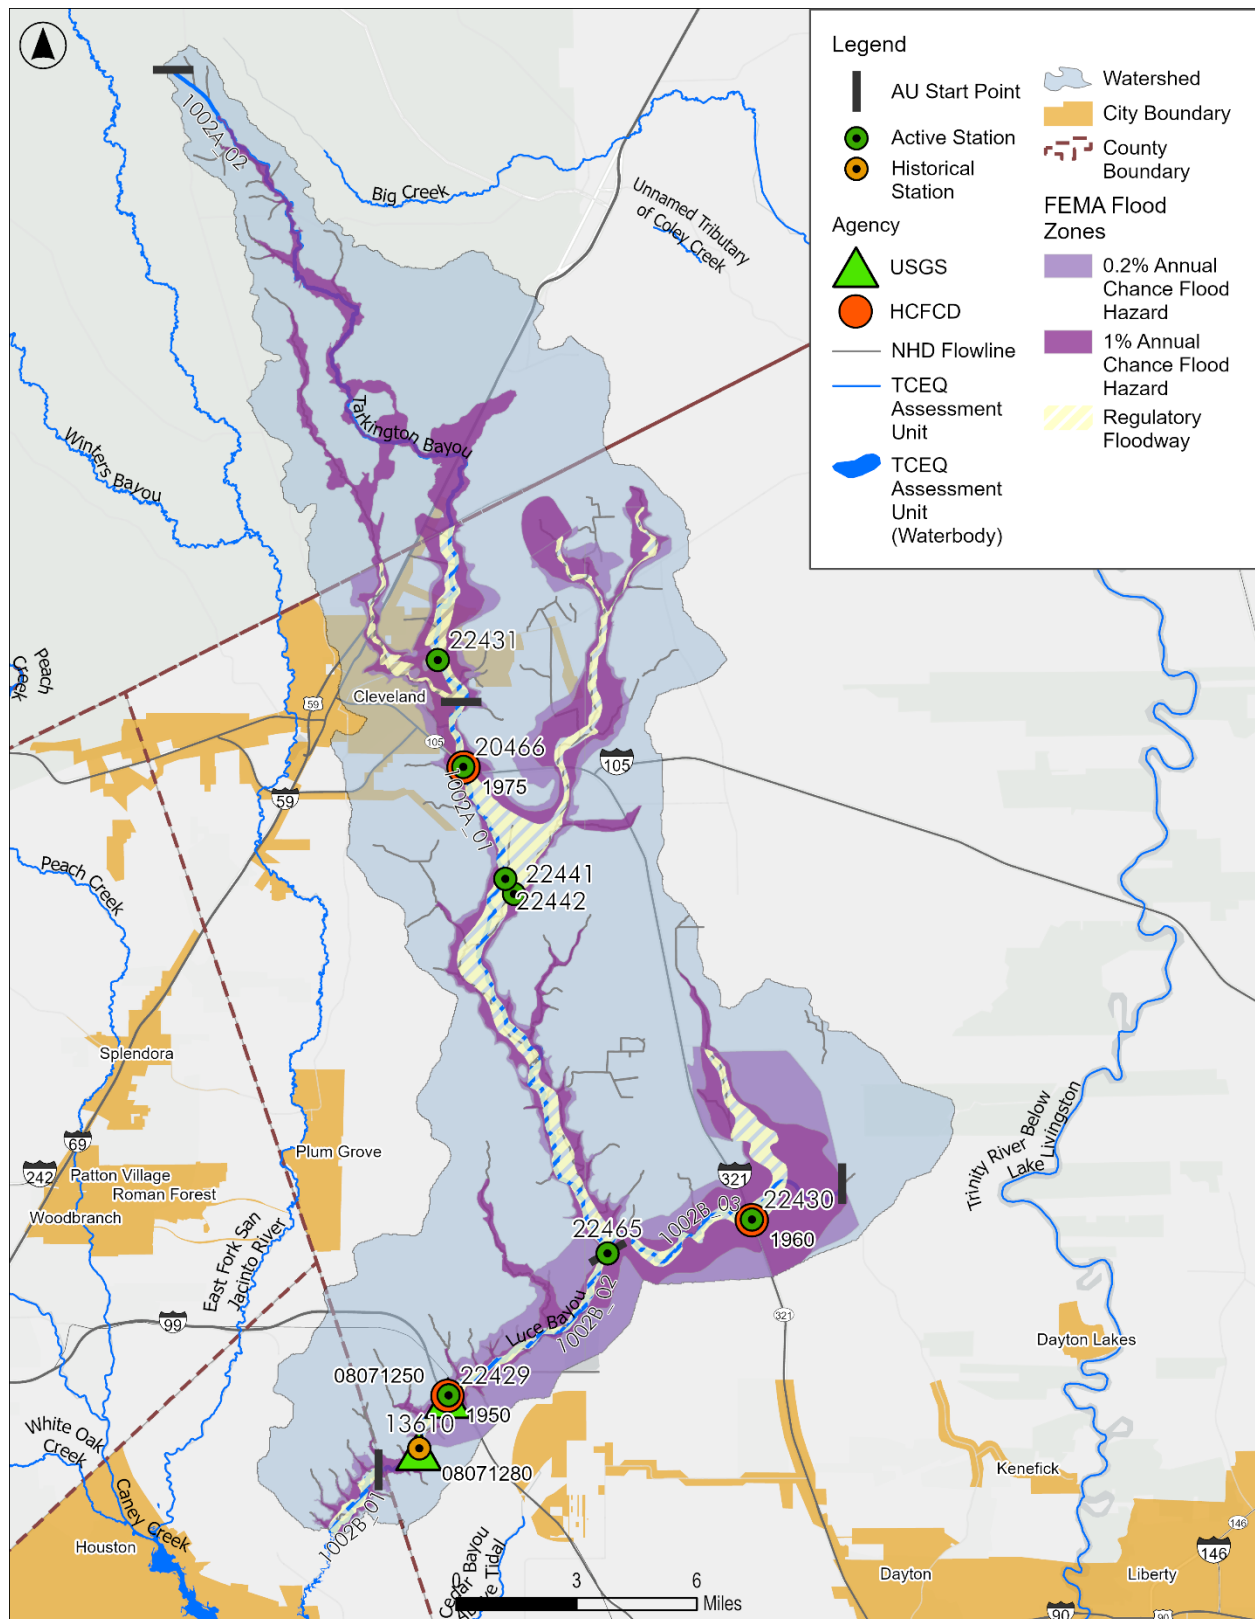 Legend
AU Start Point
Active Station
Historical
Station
Agency
USGS
HCFCD
NHD Flowline
TCEQ
Assessment
Unit
TCEQ
Assessment
Unit
(Waterbody)
Watershed
City Boundary
County
Boundary
FEMA Flood
Zones
0.2% Annual
Chance Flood
Hazard
1% Annual
Chance Flood
Hazard
Regulatory
Floodway
1002A_02
Big Creek
Unnamed Tributary
of Coley Creek
Tarkington Bayou
Winters Bayou
Peach
Creek
22431
Cleveland
59
105
20466
1975
105
59
1002A_01
22441
22442
Peach Creek
Splendora
69
242
Patton Village
Roman Forest
Woodbranch
Plum Grove
East Fork San
Jacinto River
Trinity River Below
Lake Livingston
321
22430
1960
1002B_03
22465
1002B_02
Luce Bayou
99
321
Dayton Lakes
08071250
22429
1950
13610
08071280
White Oak
Creek
Caney Creek
Houston
1002B_01
Cedar Bayou
Above Tidal
Kenefick
146
146
Dayton
Liberty
90
90
0
3
6
Miles